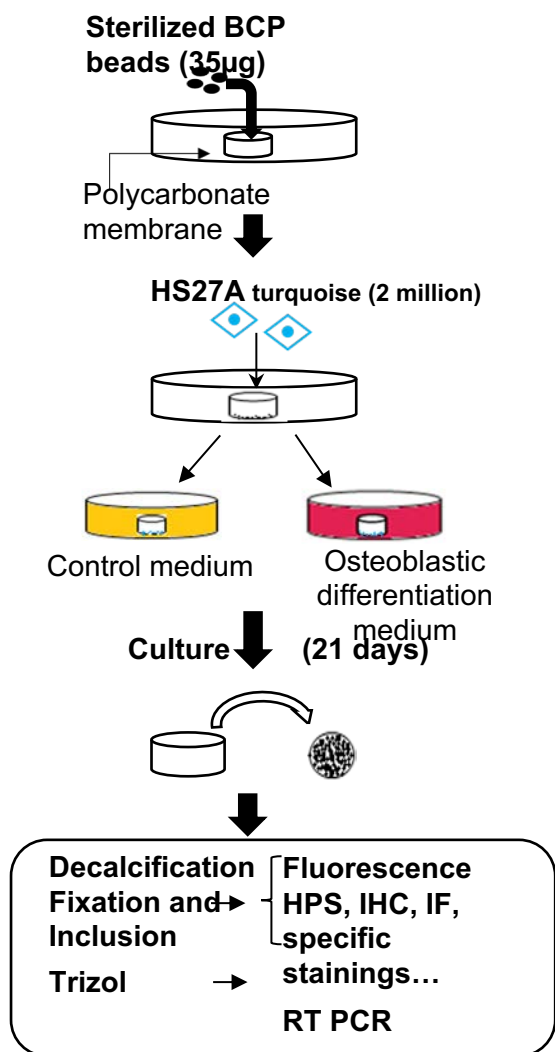 Sterilized BCP
beads (35µg)
Polycarbonate
membrane
HS27A turquoise (2 million)
Control medium
Osteoblastic
differentiation
medium
Culture (21 days)
Decalcification
Fixation and
Inclusion
Fluorescence
HPS, IHC, IF,
specific
stainings…
Trizol
RT PCR